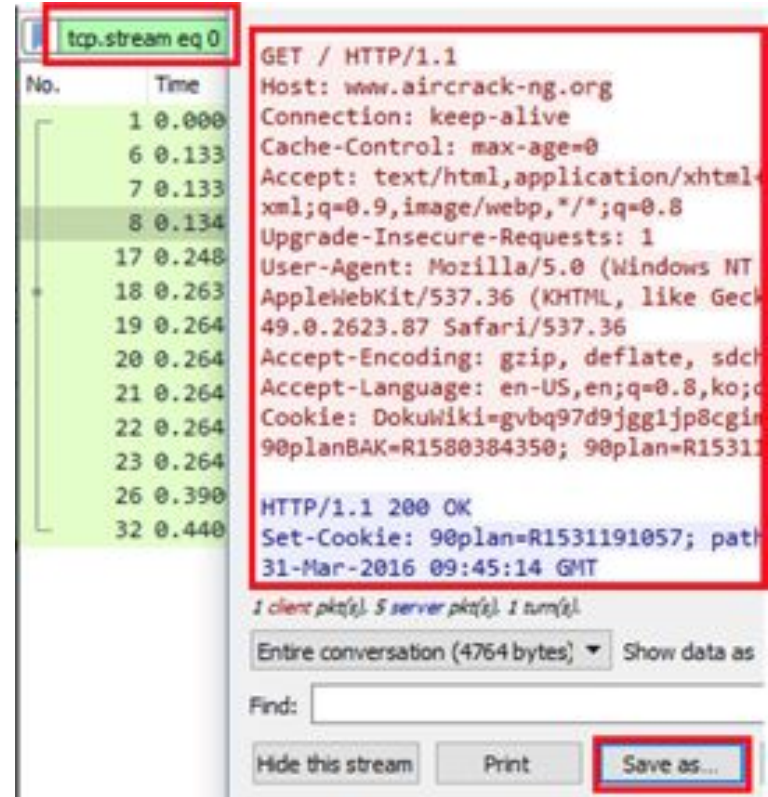 tcp.stream eq 0
No. Time
1 0.000
6 0.133
7 0.133
8 0.134
17 0.248
18 0.263
19 0.264
20 0.264
21 0.264
22 0.264
23 0.264
26 0.390
32 0.440
GET / HTTP/1.1
Host: www.aircrack-ng.org
Connection: keep-alive
Cache-Control: max-age=0
Accept: text/html,application/xhtml+
xml;q=0.9,image/webp,*/*;q=0.8
Upgrade-Insecure-Requests: 1
User-Agent: Mozilla/5.0 (Windows NT
AppleWebKit/537.36 (KHTML, like Geck
49.0.2623.87 Safari/537.36
Accept-Encoding: gzip, deflate, sdch
Accept-Language: en-US,en;q=0.8,ko;q
Cookie: DokuWiki=gvbq97d9jgg1jp8cgim
90planBAK=R1580384350; 90plan=R15311
HTTP/1.1 200 OK
Set-Cookie: 90plan=R1531191057; path
31-Mar-2016 09:45:14 GMT
1 client pkt(s), 5 server pkt(s), 1 turn(s).
Entire conversation (4764 bytes) Show data as
Find:
Hide this stream Print Save as...